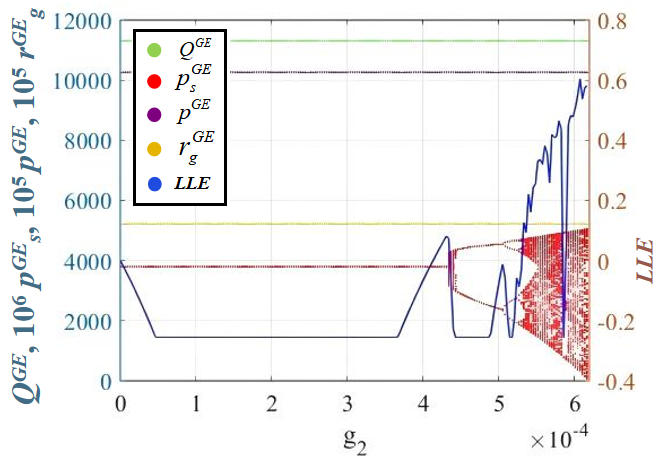 Q^GE, 10^6 p^GE_s, 10^5 p^GE, 10^5 r^GE_g
12000
10000
8000
6000
4000
2000
0
Q^GE
p_s^GE
p^GE
r_g^GE
LLE
0.8
0.6
0.4
0.2
0
-0.2
-0.4
LLE
0 1 2 3 4 5 6
g_2
×10^-4